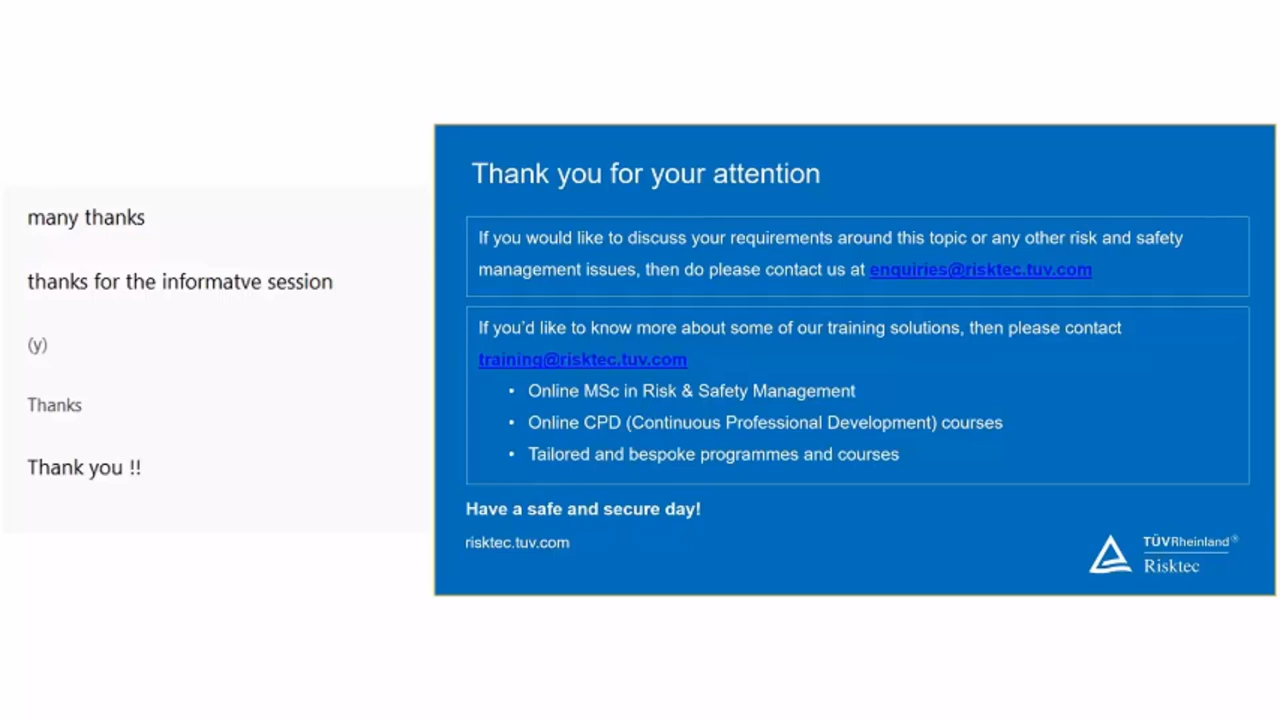 many thanks
thanks for the informatve session
(y)
Thanks
Thank you !!
Thank you for your attention
If you would like to discuss your requirements around this topic or any other risk and safety
management issues, then do please contact us at enquiries@risktec.tuv.com
If you’d like to know more about some of our training solutions, then please contact
training@risktec.tuv.com
• Online MSc in Risk & Safety Management
• Online CPD (Continuous Professional Development) courses
• Tailored and bespoke programmes and courses
Have a safe and secure day!
risktec.tuv.com
TÜVRheinland®
Risktec